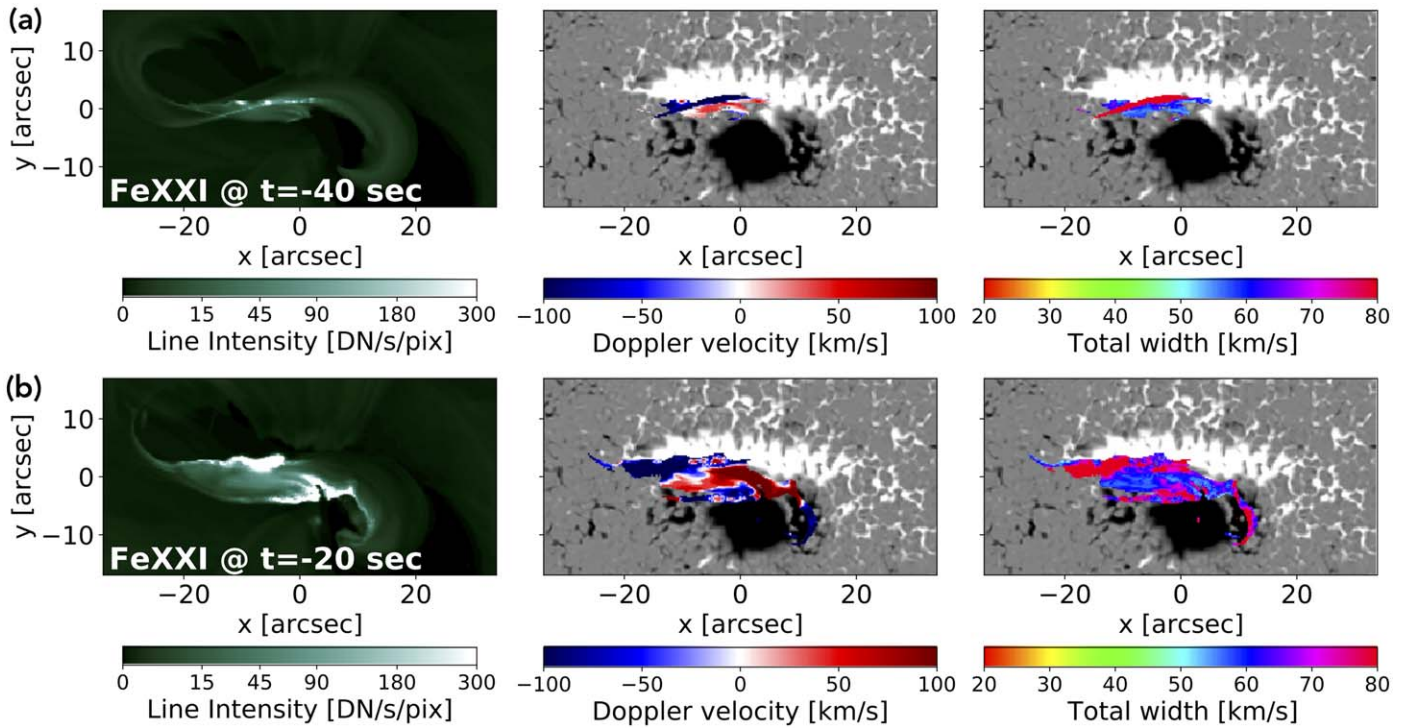 (a)
y [arcsec]
10
0
−10
FeXXI @ t=-40 sec
−20 0 20
−20 0 20
−20 0 20
x [arcsec]
x [arcsec]
x [arcsec]
0 15 45 90 180 300
−100 −50 0 50 100
20 30 40 50 60 70 80
Line Intensity [DN/s/pix]
Doppler velocity [km/s]
Total width [km/s]
(b)
y [arcsec]
10
0
−10
FeXXI @ t=-20 sec
−20 0 20
−20 0 20
−20 0 20
x [arcsec]
x [arcsec]
x [arcsec]
0 15 45 90 180 300
−100 −50 0 50 100
20 30 40 50 60 70 80
Line Intensity [DN/s/pix]
Doppler velocity [km/s]
Total width [km/s]